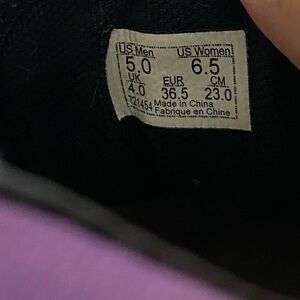 US Men US Women
5.0 6.5
UK EUR CM
4.0 36.5 23.0
721454 Made in China
Fabrique en Chine